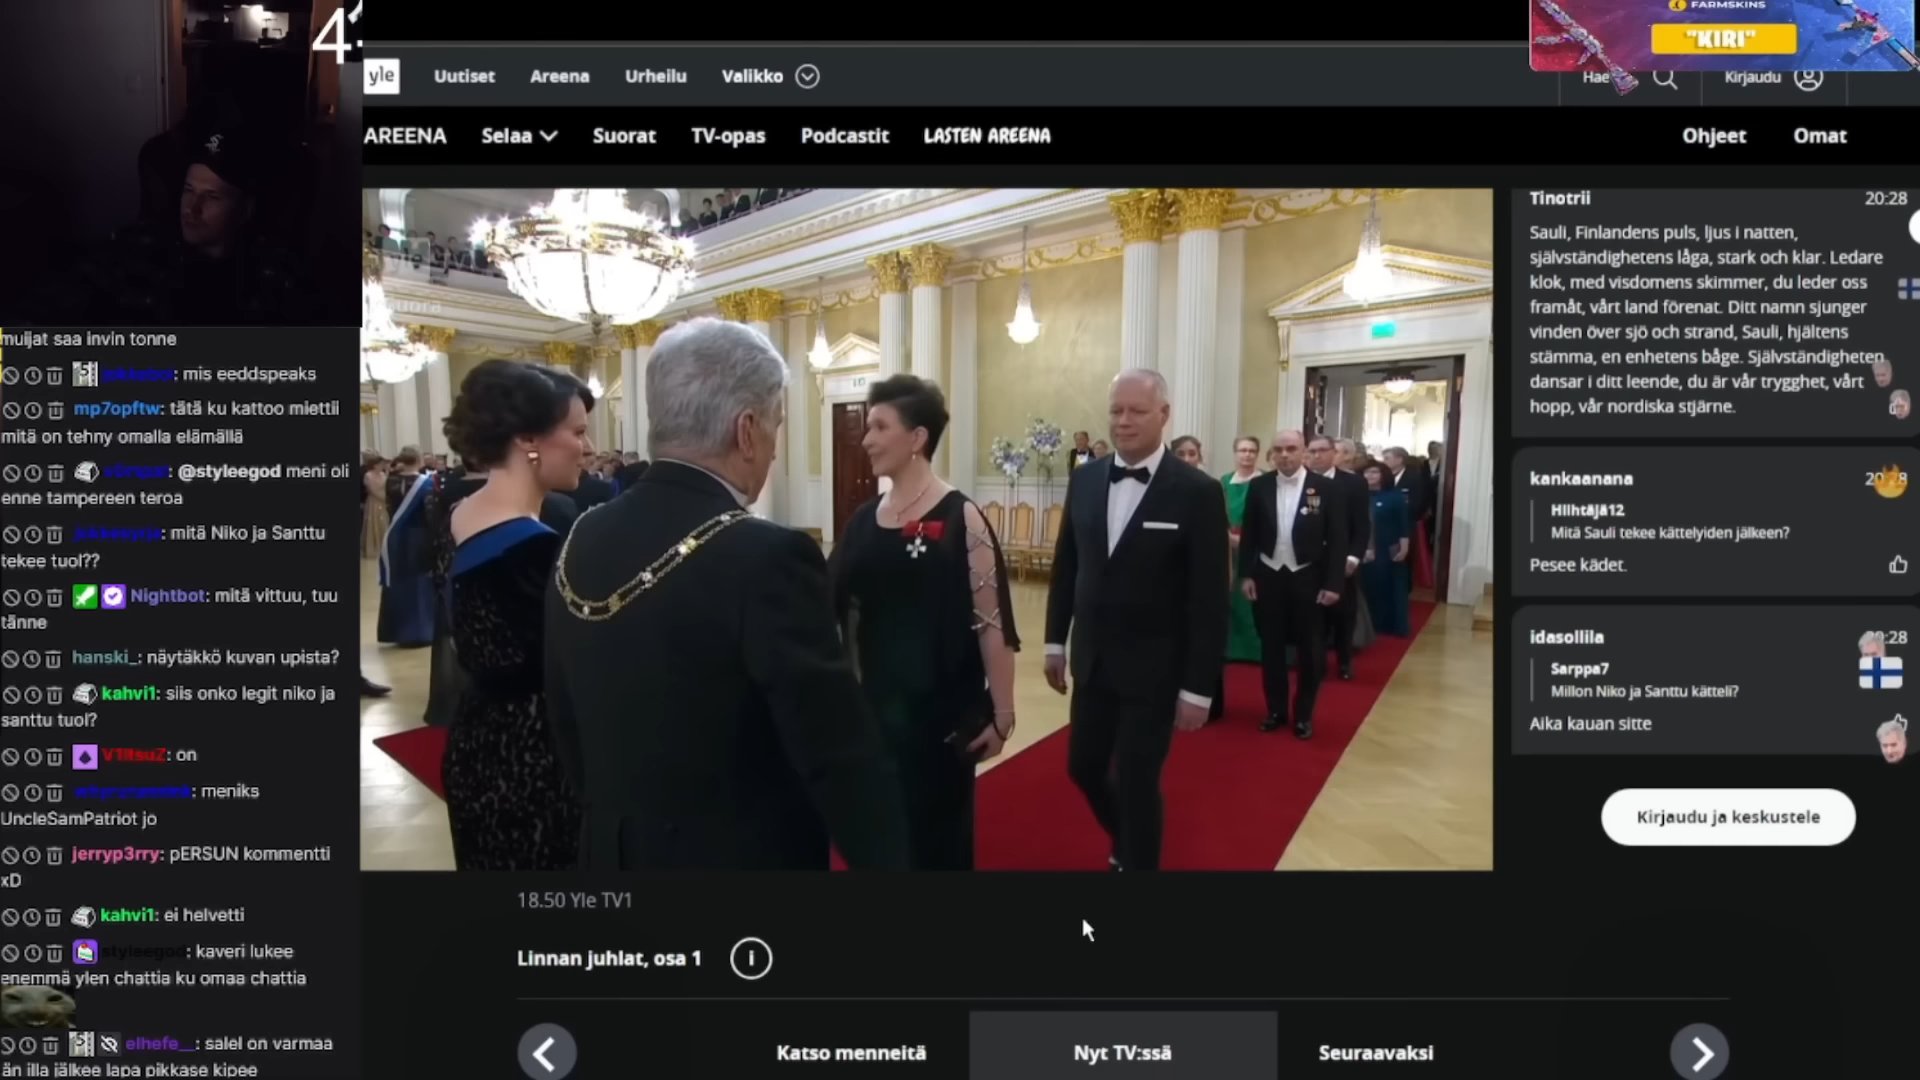 4
FARMSKINS
"KIRI"
yle
Uutiset
Areena
Urheilu
Valikko
Hae
Kirjaudu
AREENA
Selaa
Suorat
TV-opas
Podcastit
LASTEN AREENA
Ohjeet
Omat
muijat saa invin tonne
: mis eeddspeaks
mp7opftw: tätä ku kattoo miettii
mitä on tehny omalla elämällä
: @styleegod meni oli
enne tampereen teroa
: mitä Niko ja Santtu
tekee tuol??
Nightbot: mitä vittuu, tuu
tänne
hanski_: näytäkkö kuvan upista?
kahvi1: siis onko legit niko ja
santtu tuol?
V1ltsuZ: on
: meniks
UncleSamPatriot jo
jerryp3rry: pERSUN kommentti
xD
kahvi1: ei helvetti
styleegod: kaveri lukee
enemmä ylen chattia ku omaa chattia
elhefe__: salel on varmaa
än illa jälkee lapa pikkase kipee
Tinotrii
20:28
Sauli, Finlandens puls, ljus i natten,
självständighetens låga, stark och klar. Ledare
klok, med visdomens skimmer, du leder oss
framåt, vårt land förenat. Ditt namn sjunger
vinden över sjö och strand, Sauli, hjältens
stämma, en enhetens båge. Självständigheten
dansar i ditt leende, du är vår trygghet, vårt
hopp, vår nordiska stjärne.
kankaanana
Hiihtäjä12
Mitä Sauli tekee kättelyiden jälkeen?
Pesee kädet.
idasollila
20:28
Sarppa7
Millon Niko ja Santtu kätteli?
Aika kauan sitte
Kirjaudu ja keskustele
18.50 Yle TV1
Linnan juhlat, osa 1
Katso menneitä
Nyt TV:ssä
Seuraavaksi